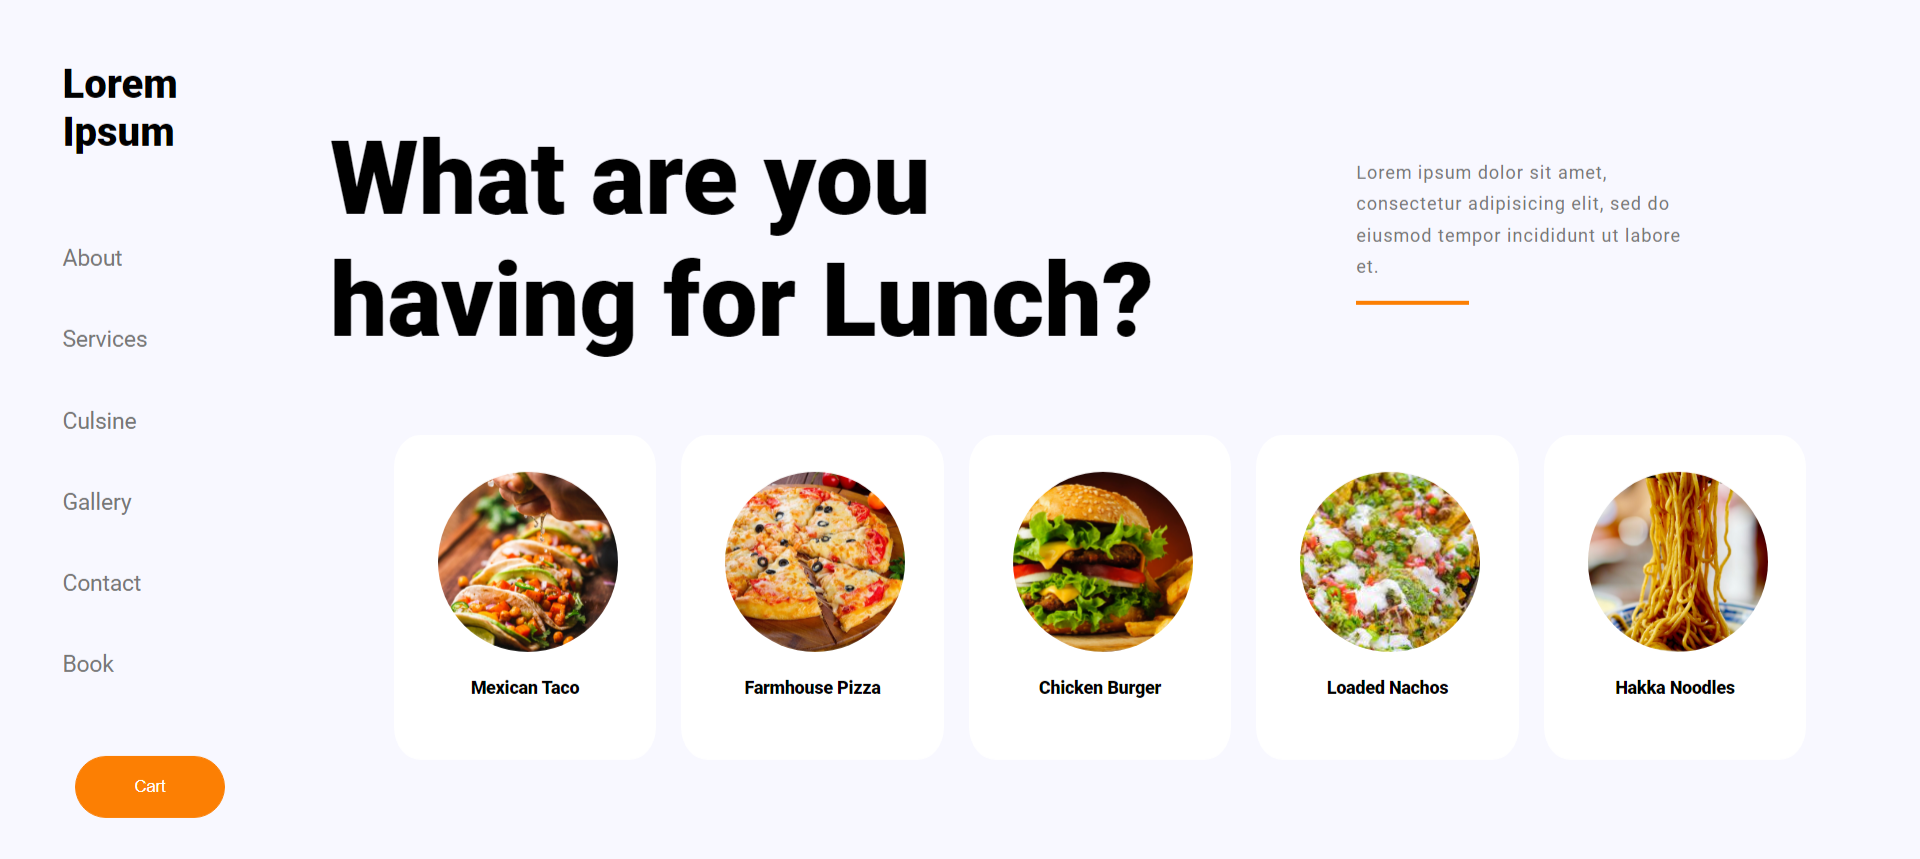 Lorem
Ipsum
About
Services
Culsine
Gallery
Contact
Book
Cart
What are you
having for Lunch?
Lorem ipsum dolor sit amet,
consectetur adipisicing elit, sed do
eiusmod tempor incididunt ut labore
et.
Mexican Taco
Farmhouse Pizza
Chicken Burger
Loaded Nachos
Hakka Noodles